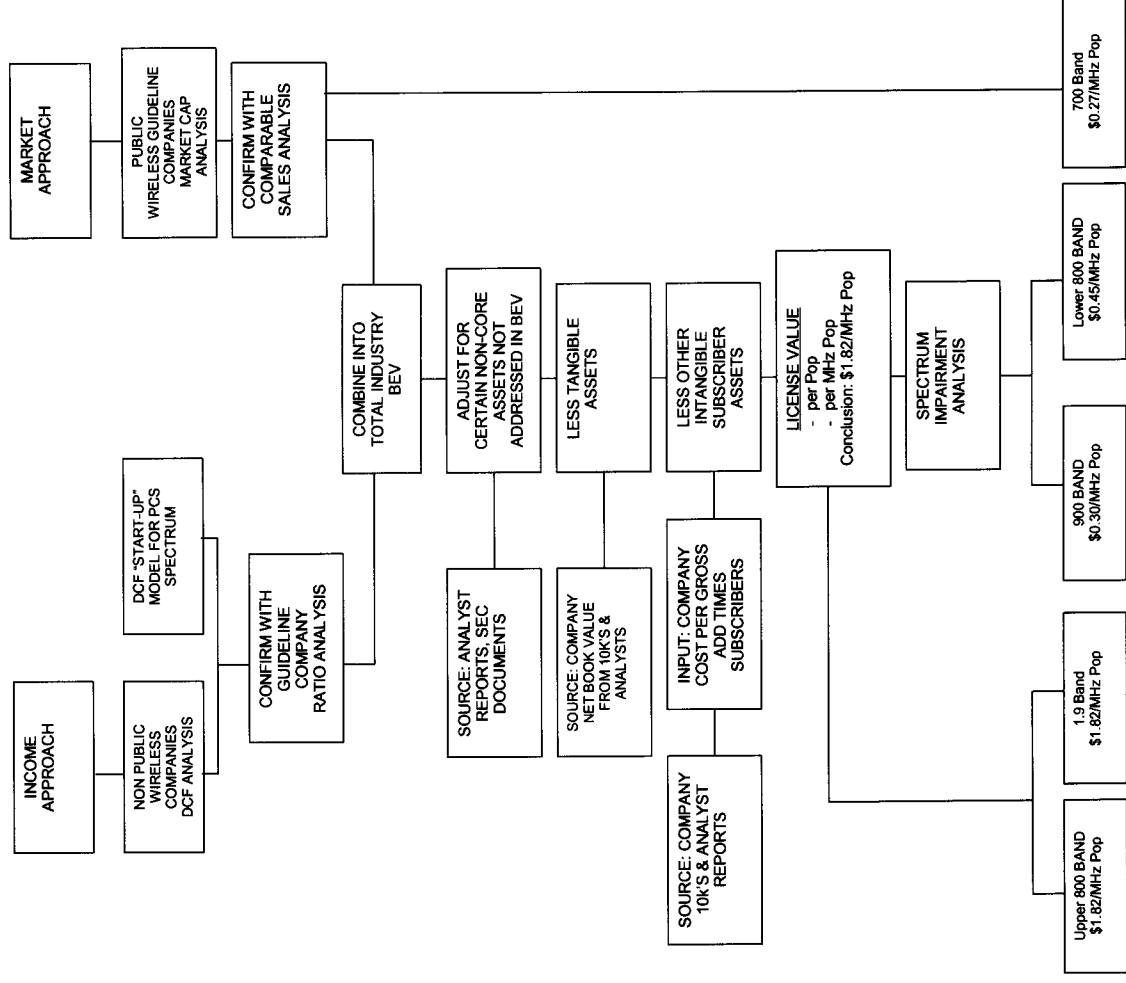 INCOME
APPROACH
NON PUBLIC
WIRELESS
COMPANIES
DCF ANALYSIS
DCF "START-UP"
MODEL FOR PCS
SPECTRUM
CONFIRM WITH
GUIDELINE
COMPANY
RATIO ANALYSIS
MARKET
APPROACH
PUBLIC
WIRELESS GUIDELINE
COMPANIES
MARKET CAP
ANALYSIS
CONFIRM WITH
COMPARABLE
SALES ANALYSIS
COMBINE INTO
TOTAL INDUSTRY
BEV
SOURCE: ANALYST
REPORTS, SEC
DOCUMENTS
ADJUST FOR
CERTAIN NON-CORE
ASSETS NOT
ADDRESSED IN BEV
SOURCE: COMPANY
NET BOOK VALUE
FROM 10K'S &
ANALYSTS
LESS TANGIBLE
ASSETS
SOURCE: COMPANY
10K'S & ANALYST
REPORTS
INPUT: COMPANY
COST PER GROSS
ADD TIMES
SUBSCRIBERS
LESS OTHER
INTANGIBLE
SUBSCRIBER
ASSETS
LICENSE VALUE
- per Pop
- per MHz Pop
Conclusion: $1.82/MHz Pop
SPECTRUM
IMPAIRMENT
ANALYSIS
Upper 800 BAND
$1.82/MHz Pop
1.9 Band
$1.82/MHz Pop
900 BAND
$0.30/MHz Pop
Lower 800 BAND
$0.45/MHz Pop
700 Band
$0.27/MHz Pop